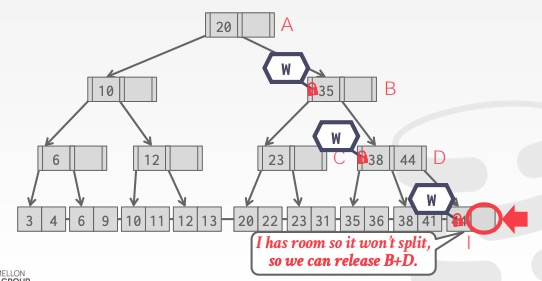 20 A
W
10 35 B
W
6 12 23 C 38 44 D
W
3 4 6 9 10 11 12 13 20 22 23 31 35 36 38 41
I has room so it won't split, I
so we can release B+D.
MELLON
GROUP